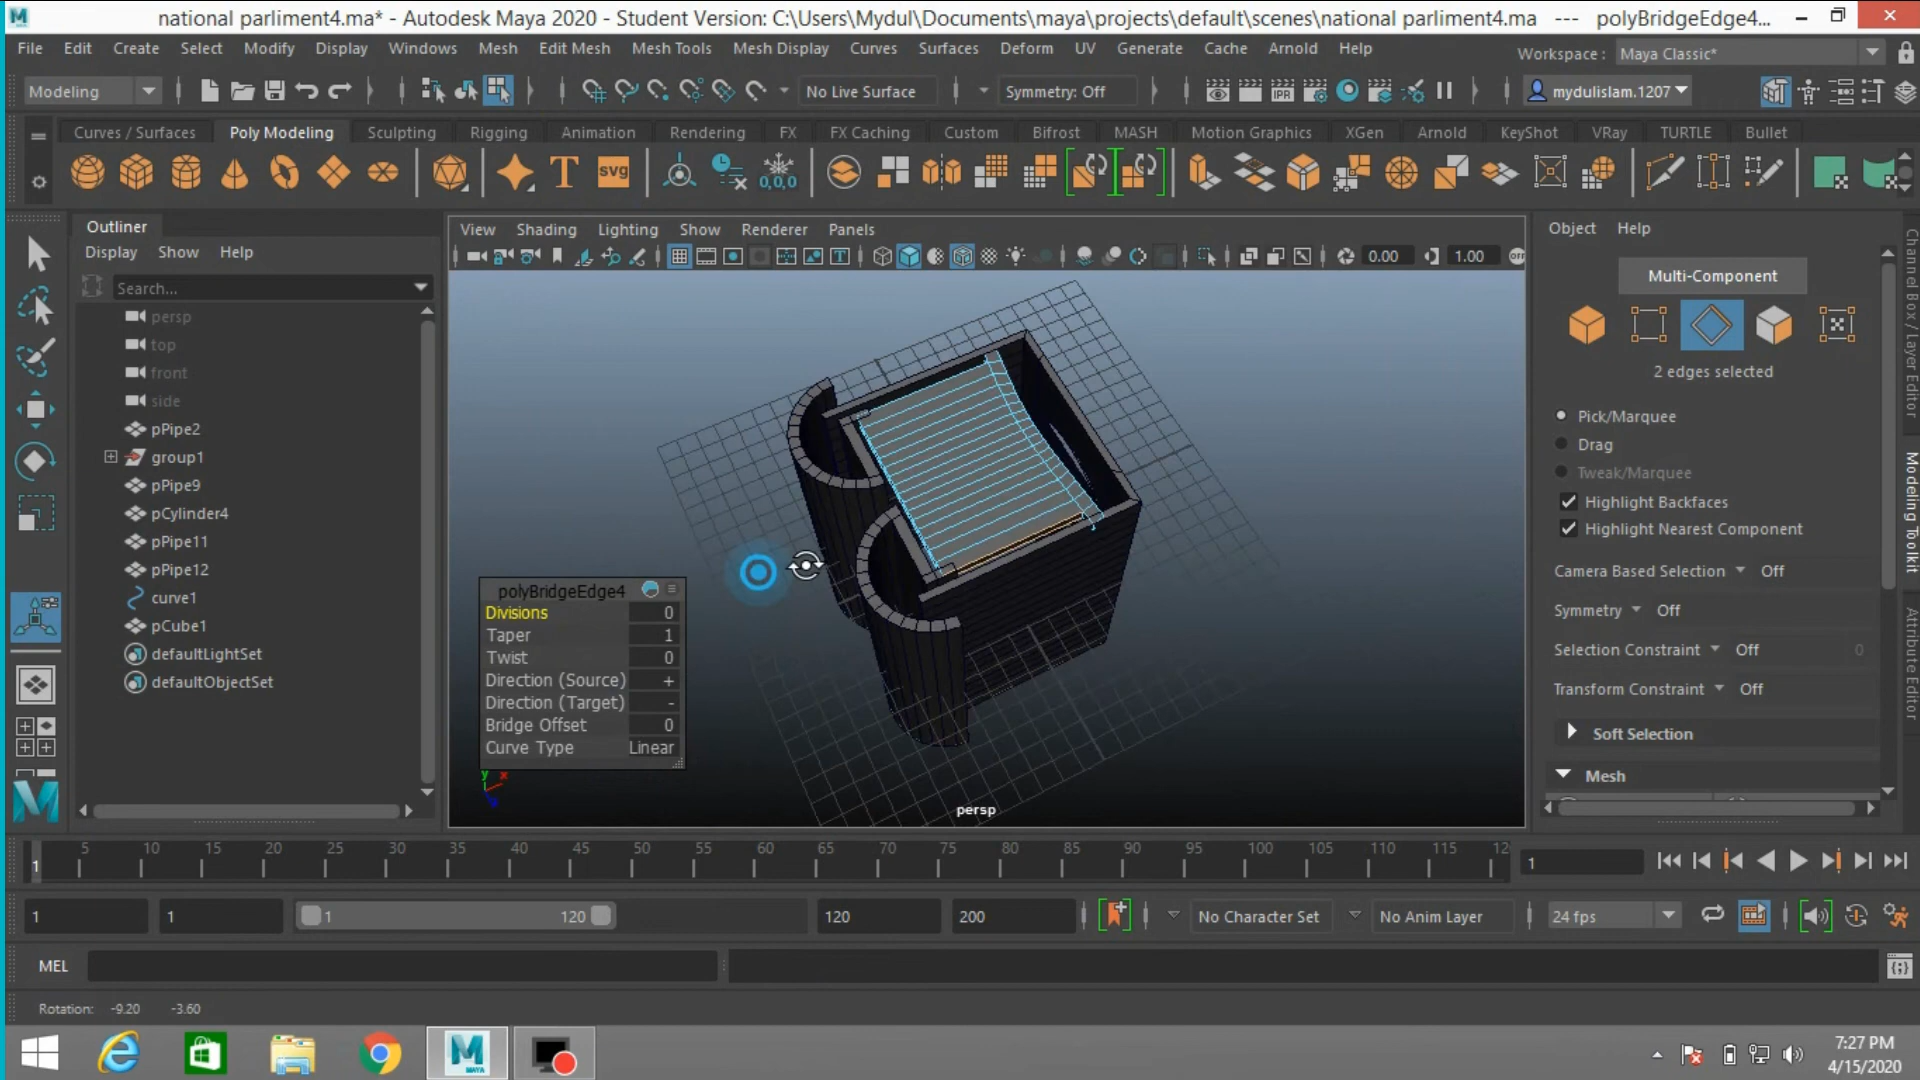 national parliment4.ma* - Autodesk Maya 2020 - Student Version: C:\Users\Mydul\Documents\maya\projects\default\scenes\national parliment4.ma --- polyBridgeEdge4...
File Edit Create Select Modify Display Windows Mesh Edit Mesh Mesh Tools Mesh Display Curves Surfaces Deform UV Generate Cache Arnold Help Workspace : Maya Classic*
Modeling No Live Surface Symmetry: Off IPR mydulislam.1207
Curves / Surfaces Poly Modeling Sculpting Rigging Animation Rendering FX FX Caching Custom Bifrost MASH Motion Graphics XGen Arnold KeyShot VRay TURTLE Bullet
T SVG 0,0,0
Outliner
Display Show Help
Search...
persp
top
front
side
pPipe2
group1
pPipe9
pCylinder4
pPipe11
pPipe12
curve1
pCube1
defaultLightSet
defaultObjectSet
View Shading Lighting Show Renderer Panels
0.00 1.00 OFF
polyBridgeEdge4
Divisions 0
Taper 1
Twist 0
Direction (Source) +
Direction (Target) -
Bridge Offset 0
Curve Type Linear
y x
persp
Object Help
Multi-Component
2 edges selected
Pick/Marquee
Drag
Tweak/Marquee
Highlight Backfaces
Highlight Nearest Component
Camera Based Selection Off
Symmetry Off
Selection Constraint Off 0
Transform Constraint Off
Soft Selection
Mesh
Channel Box / Layer Editor
Modeling Toolkit
Attribute Editor
1 5 10 15 20 25 30 35 40 45 50 55 60 65 70 75 80 85 90 95 100 105 110 115 12 1
1 1 1 120 120 200 No Character Set No Anim Layer 24 fps
MEL
Rotation: -9.20 -3.60
MAYA
7:27 PM
4/15/2020